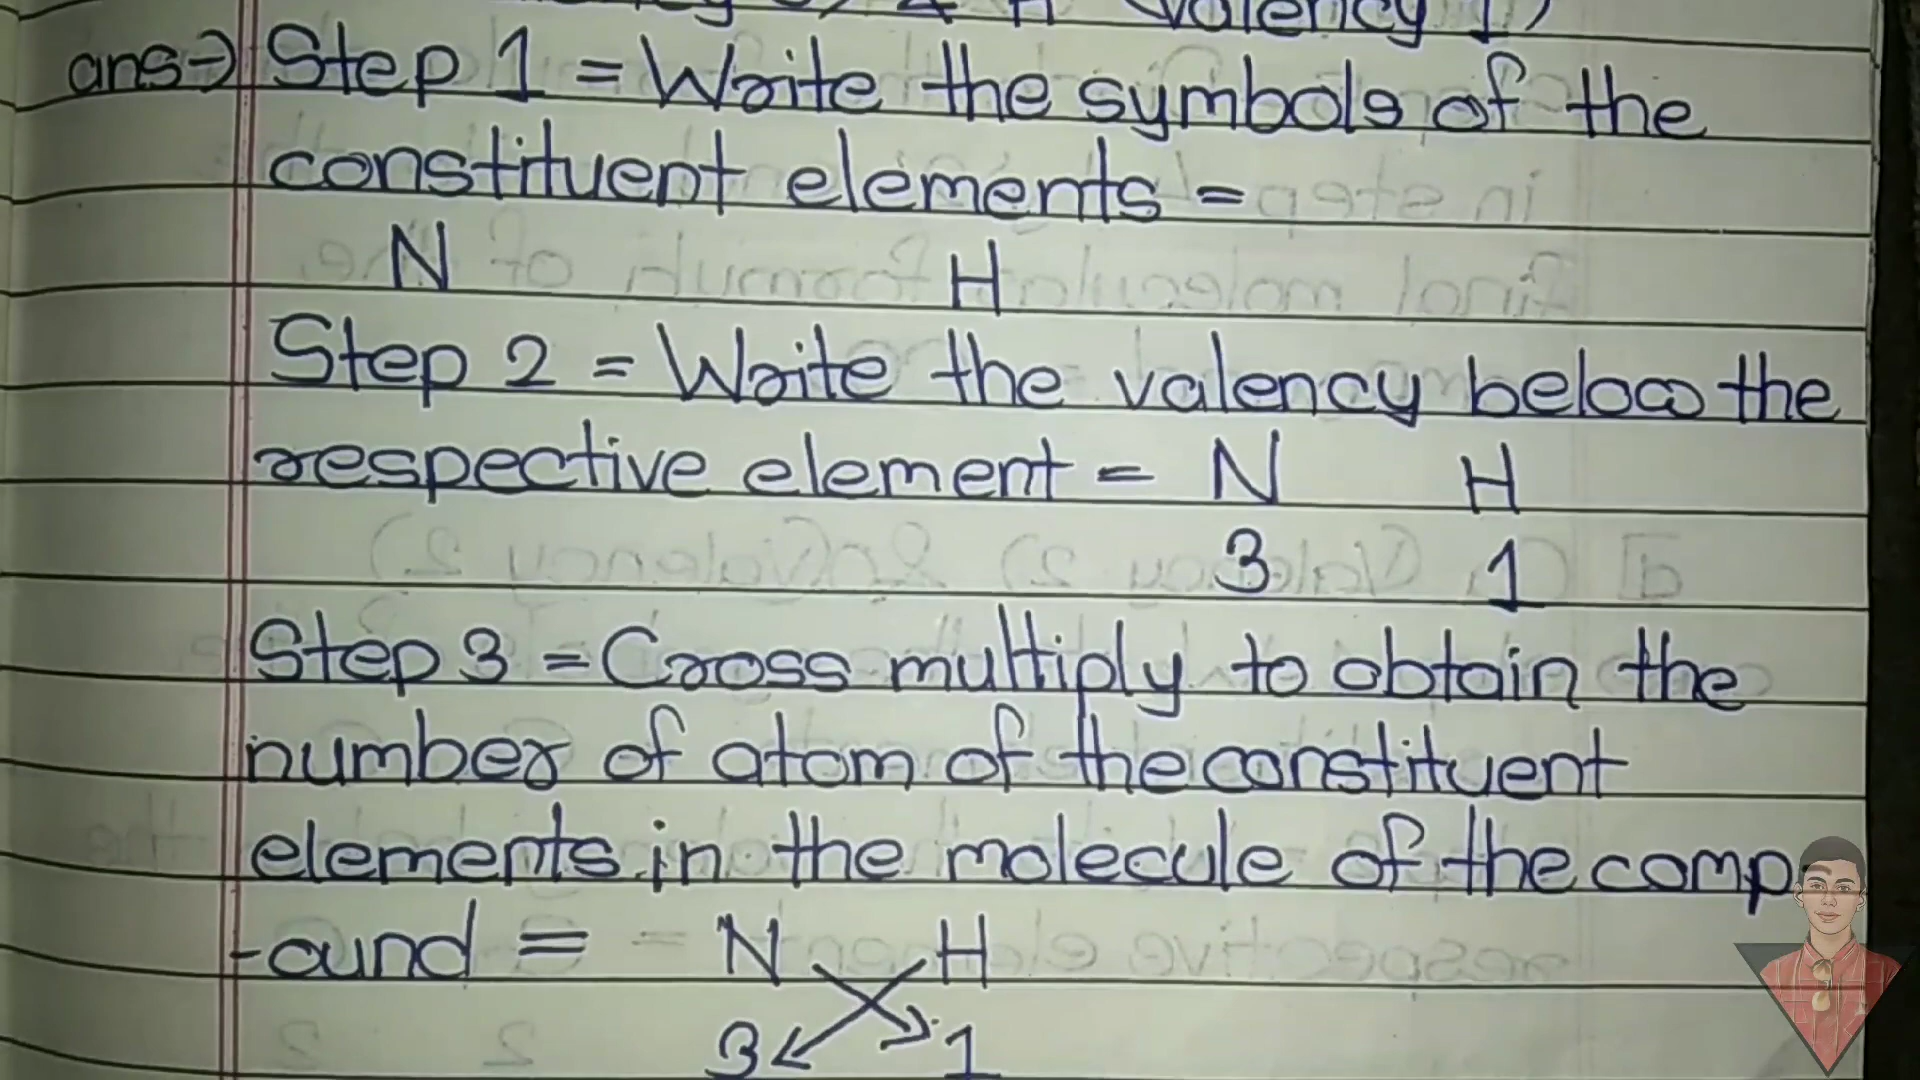 Valency 1)
ans→ Step 1 = Write the symbols of the
constituent elements =
N H
Step 2 = Write the valency below the
respective element = N H
3 1
Step 3 = Cross multiply to obtain the
number of atom of the constituent
elements in the molecule of the comp
-ound = N H
3 1